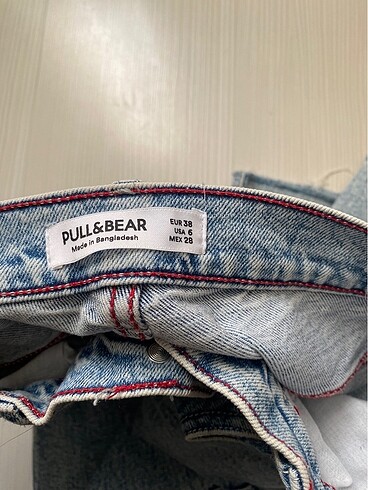 PULL&BEAR
Made in Bangladesh
EUR 38
USA 6
MEX 28